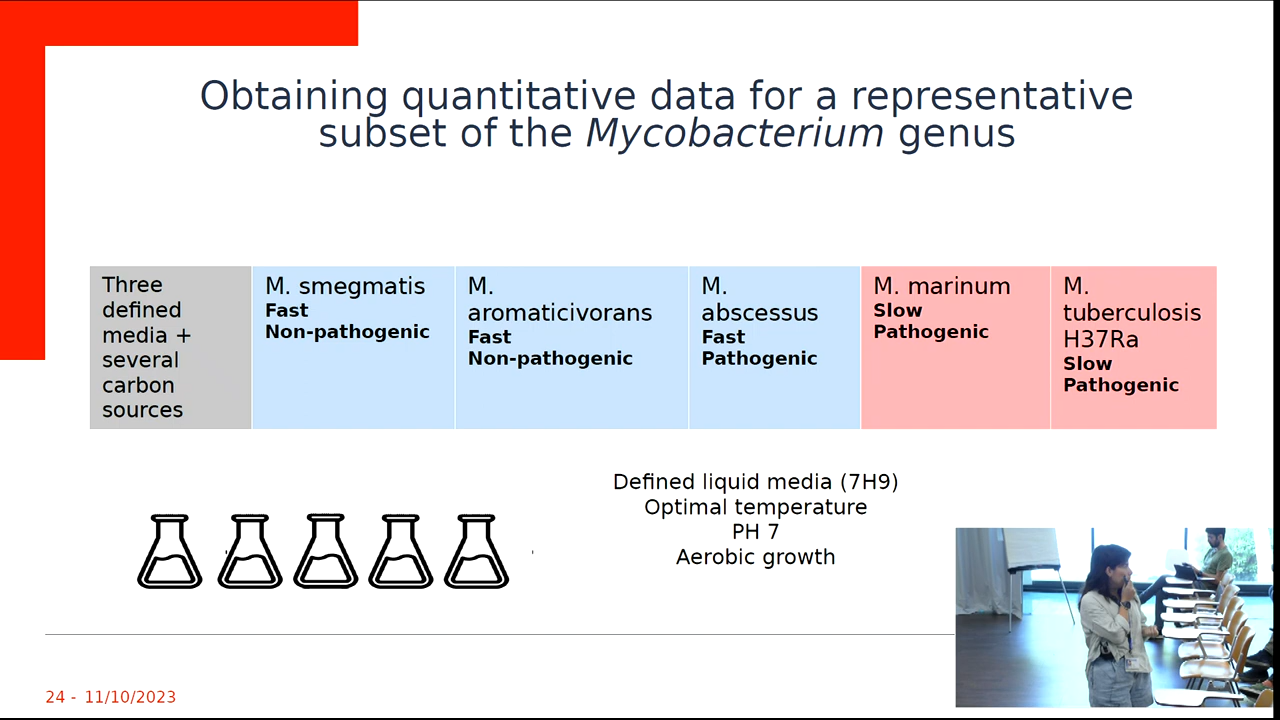 Obtaining quantitative data for a representative
subset of the Mycobacterium genus
Three
defined
media +
several
carbon
sources
M. smegmatis
Fast
Non-pathogenic
M.
aromaticivorans
Fast
Non-pathogenic
M.
abscessus
Fast
Pathogenic
M. marinum
Slow
Pathogenic
M.
tuberculosis
H37Ra
Slow
Pathogenic
Defined liquid media (7H9)
Optimal temperature
PH 7
Aerobic growth
24 - 11/10/2023